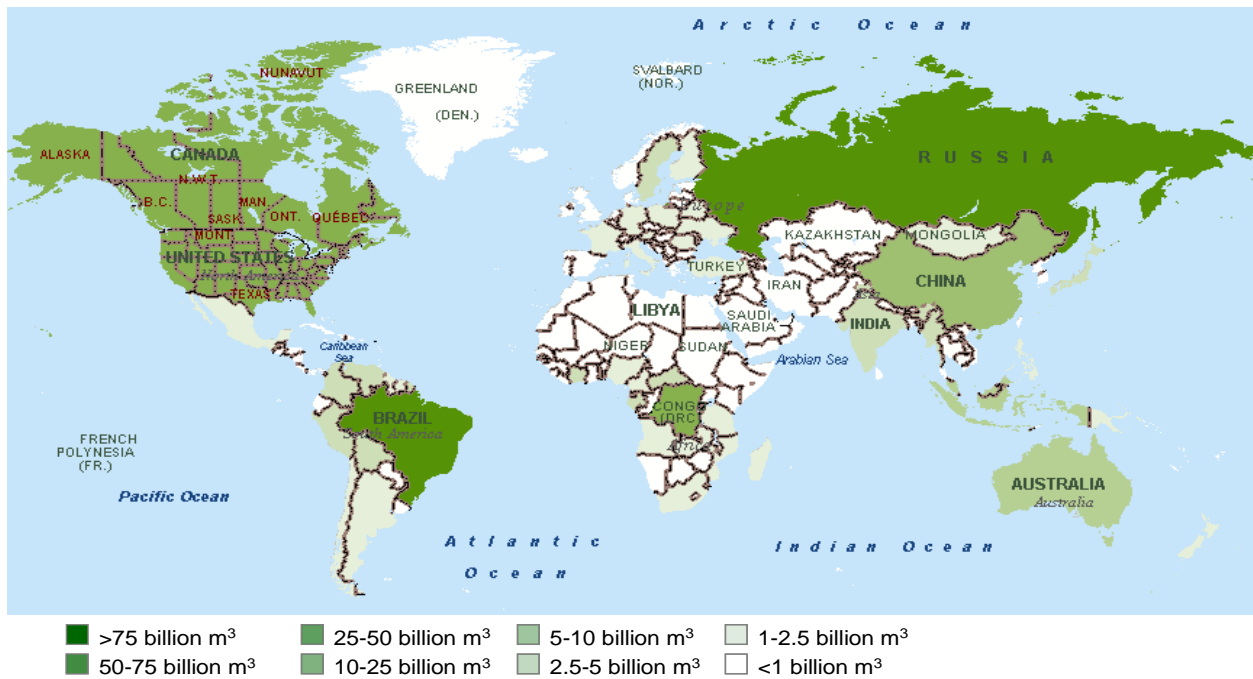 Arctic Ocean
NUNAVUT
SVALBARD
(NOR.)
GREENLAND
(DEN.)
ALASKA
CANADA
RUSSIA
N.W.T.
B.C.
MAN.
SASK.
ONT.
QUÉBEC
Europe
MONT.
KAZAKHSTAN
MONGOLIA
UNITED STATES
North America
TURKEY
CHINA
TEXAS
IRAN
LIBYA
SAUDI
ARABIA
INDIA
Caribbean
Sea
NIGER
SUDAN
Arabian Sea
BRAZIL
South America
CONGO
(DRC)
Africa
FRENCH
POLYNESIA
(FR.)
Pacific Ocean
AUSTRALIA
Australia
Atlantic
Ocean
Indian Ocean
>75 billion m³
25-50 billion m³
5-10 billion m³
1-2.5 billion m³
50-75 billion m³
10-25 billion m³
2.5-5 billion m³
<1 billion m³